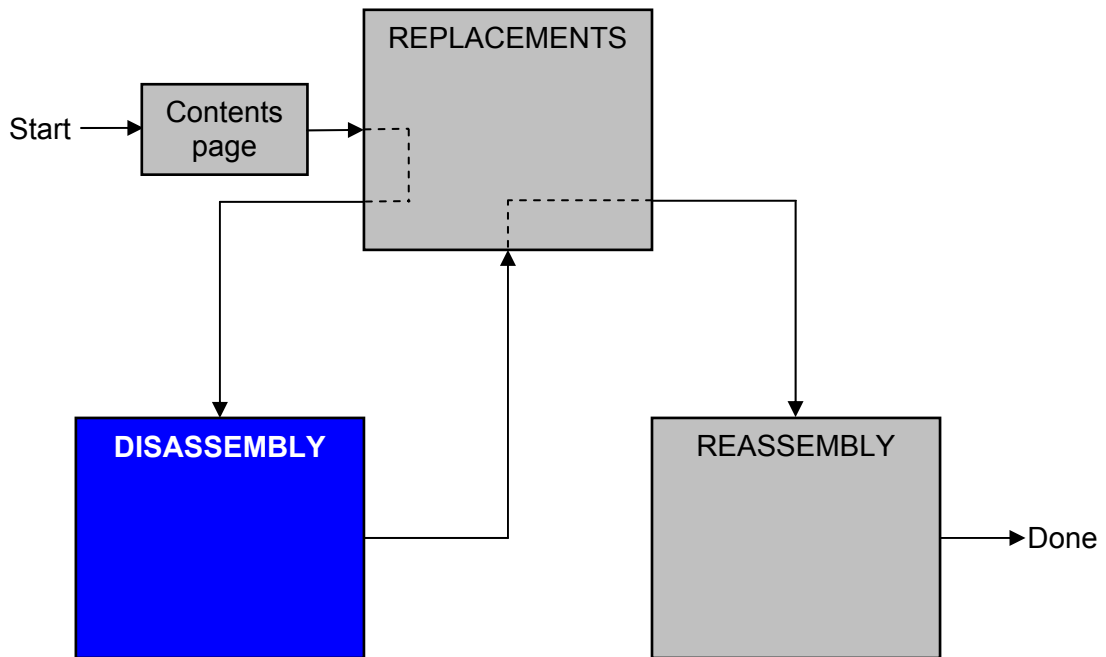 REPLACEMENTS
Start
Contents
page
DISASSEMBLY
REASSEMBLY
Done